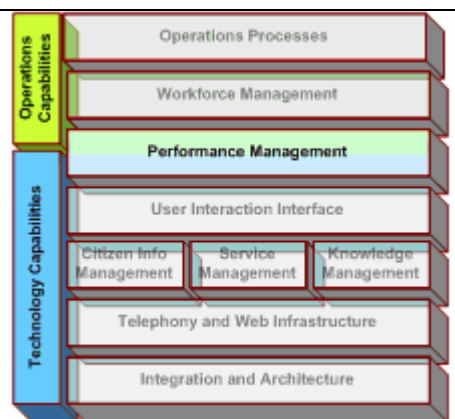 Operations
Capabilities
Operations Processes
Workforce Management
Performance Management
Technology Capabilities
User Interaction Interface
Citizen Info
Management
Service
Management
Knowledge
Management
Telephony and Web Infrastructure
Integration and Architecture